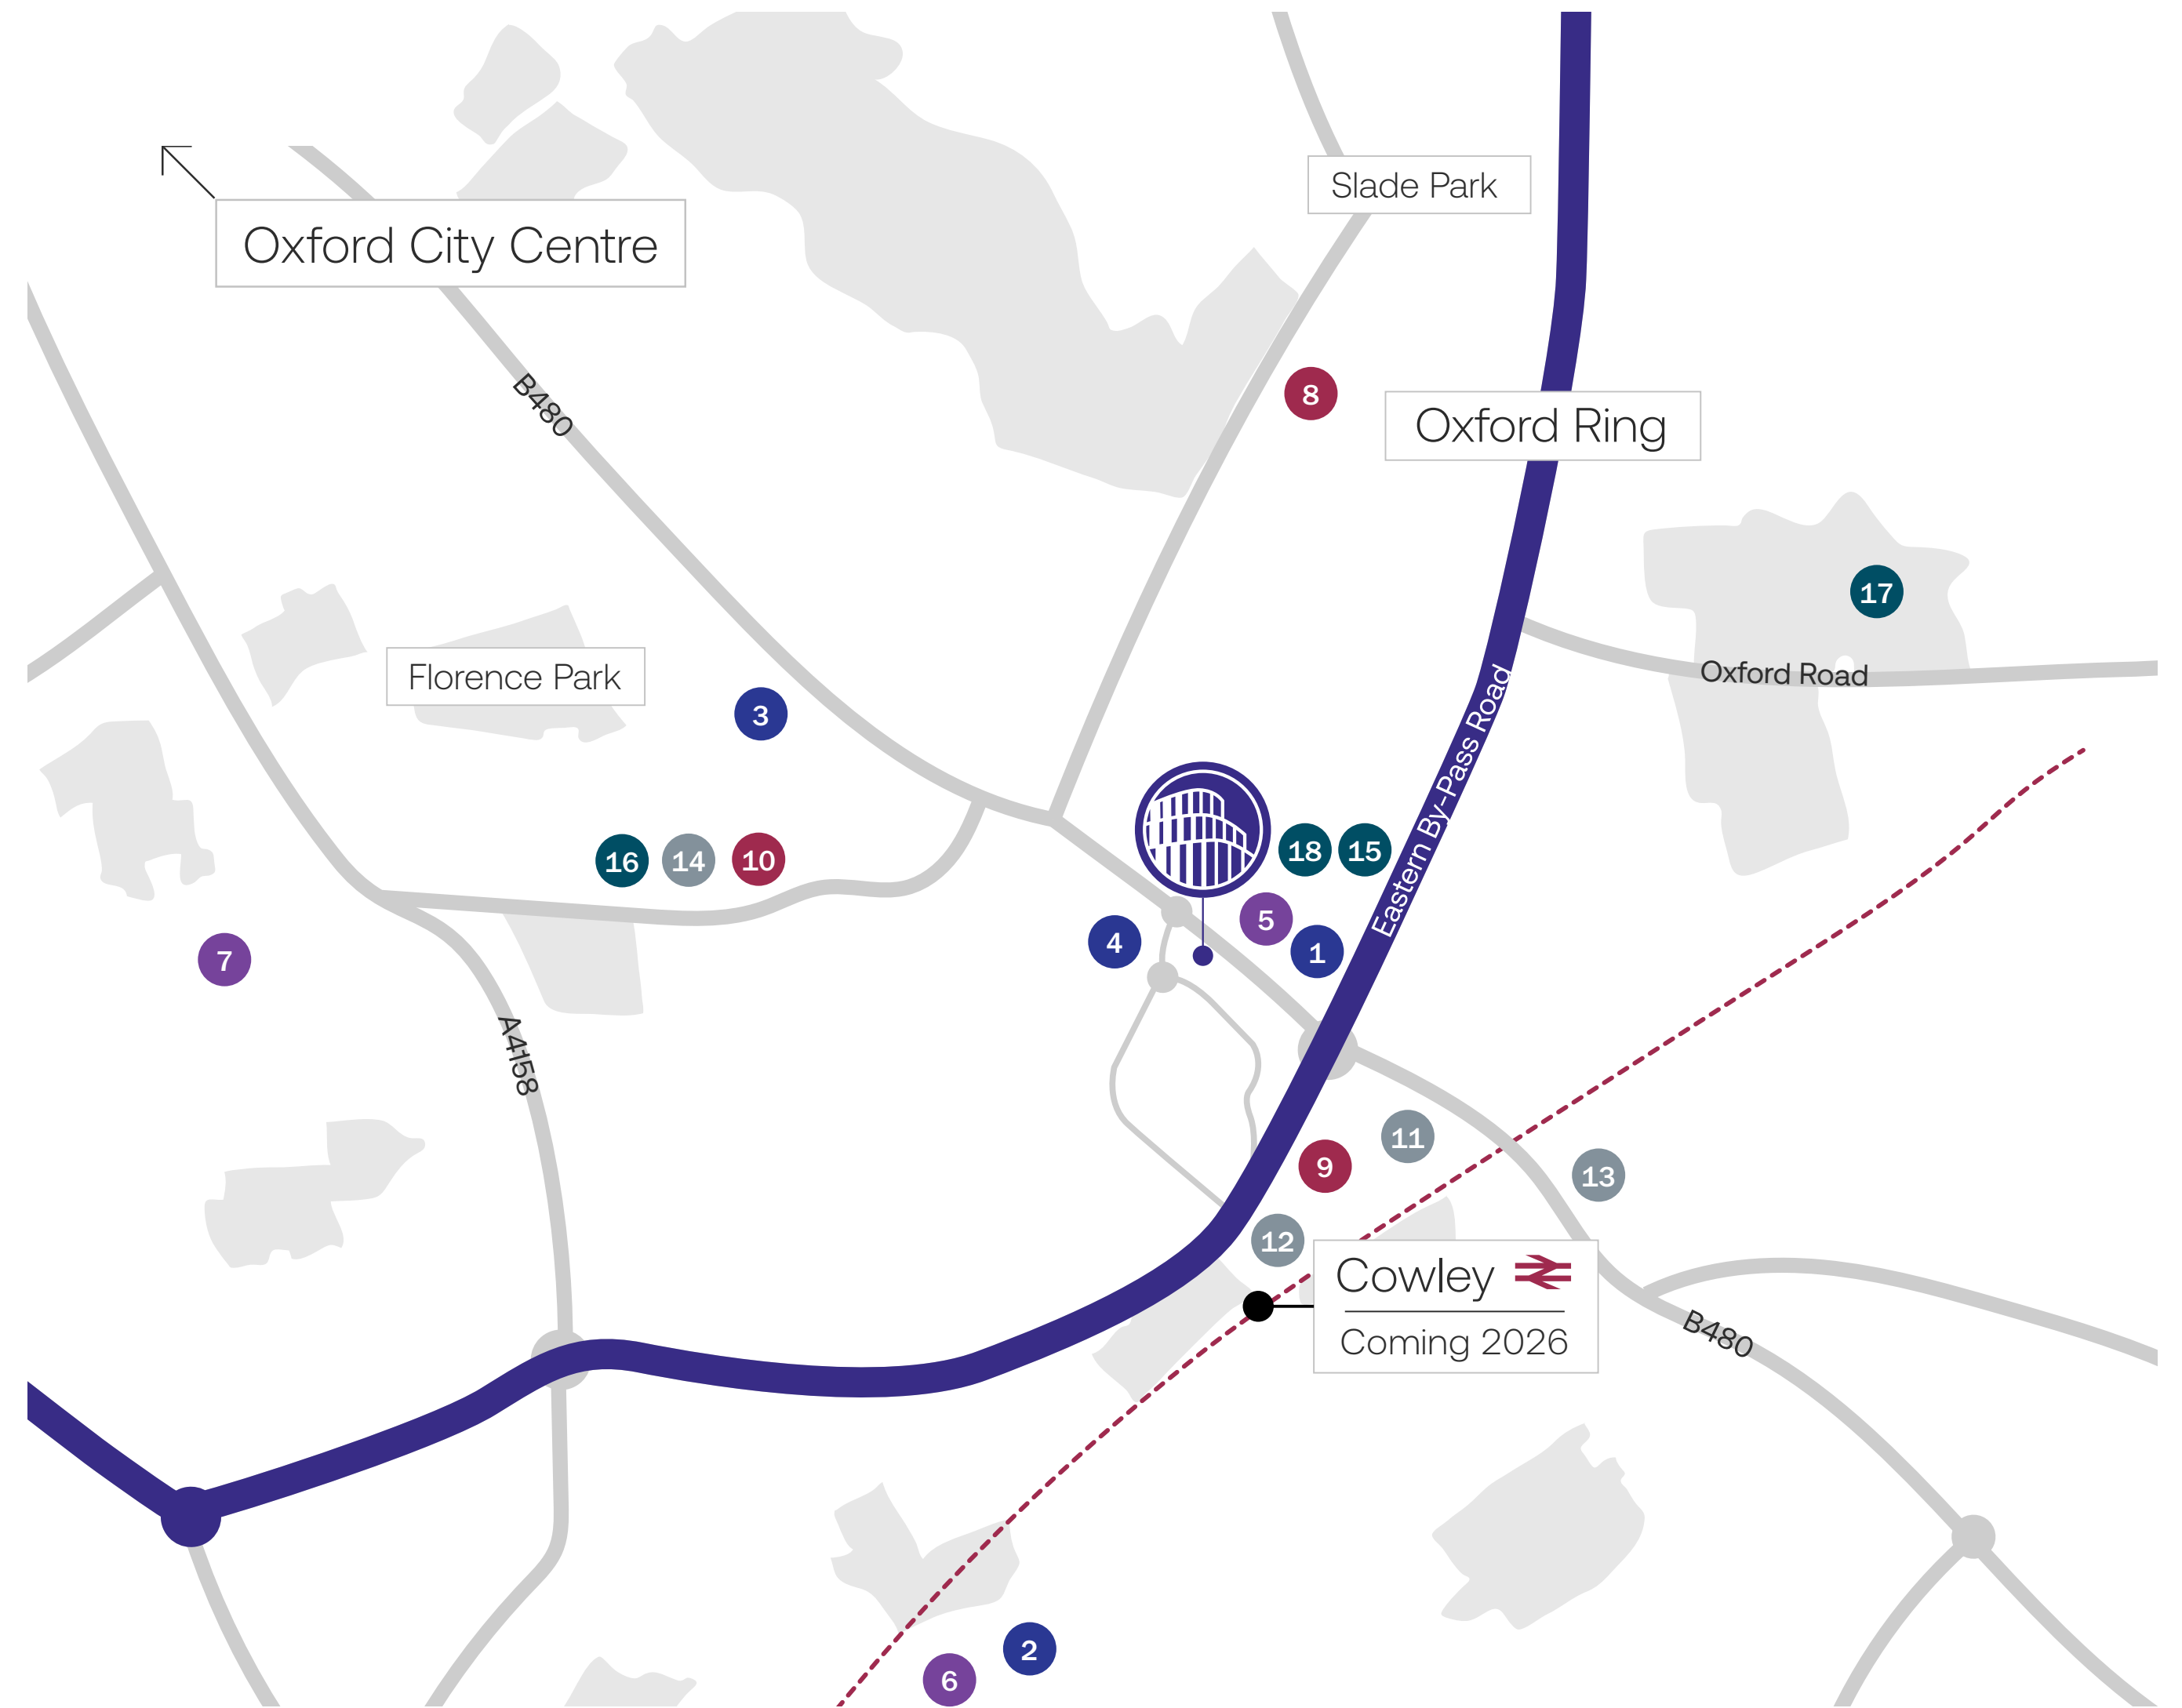 Slade Park
Oxford City Centre
B480
8
Oxford Ring
17
Florence Park
Oxford Road
3
Eastern By-Pass Road
16
14
10
18
15
5
4
1
7
A4158
11
9
13
12
Cowley
Coming 2026
B480
2
6